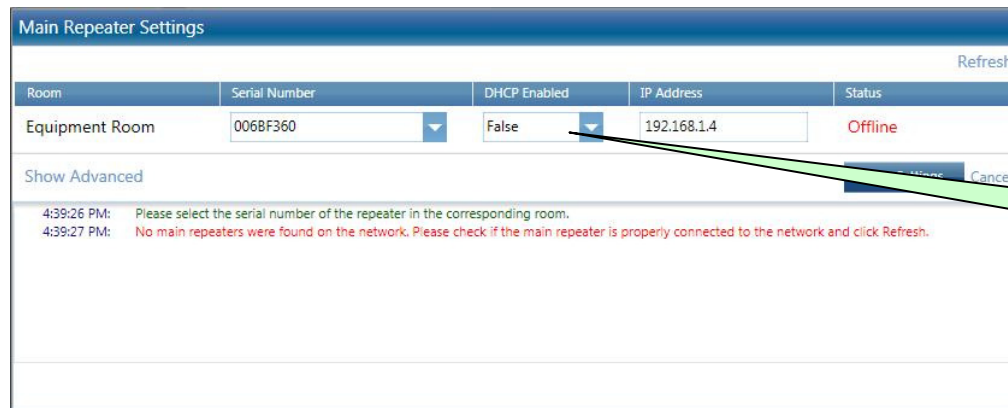 Main Repeater Settings
Refresh
Room Serial Number DHCP Enabled IP Address Status
Equipment Room 006BF360 False 192.168.1.4 Offline
Show Advanced
4:39:26 PM: Please select the serial number of the repeater in the corresponding room.
4:39:27 PM: No main repeaters were found on the network. Please check if the main repeater is properly connected to the network and click Refresh.